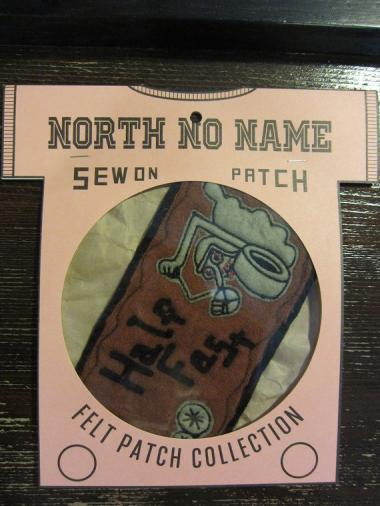 NORTH NO NAME
SEW ON PATCH
Half
Fast
FELT PATCH COLLECTION